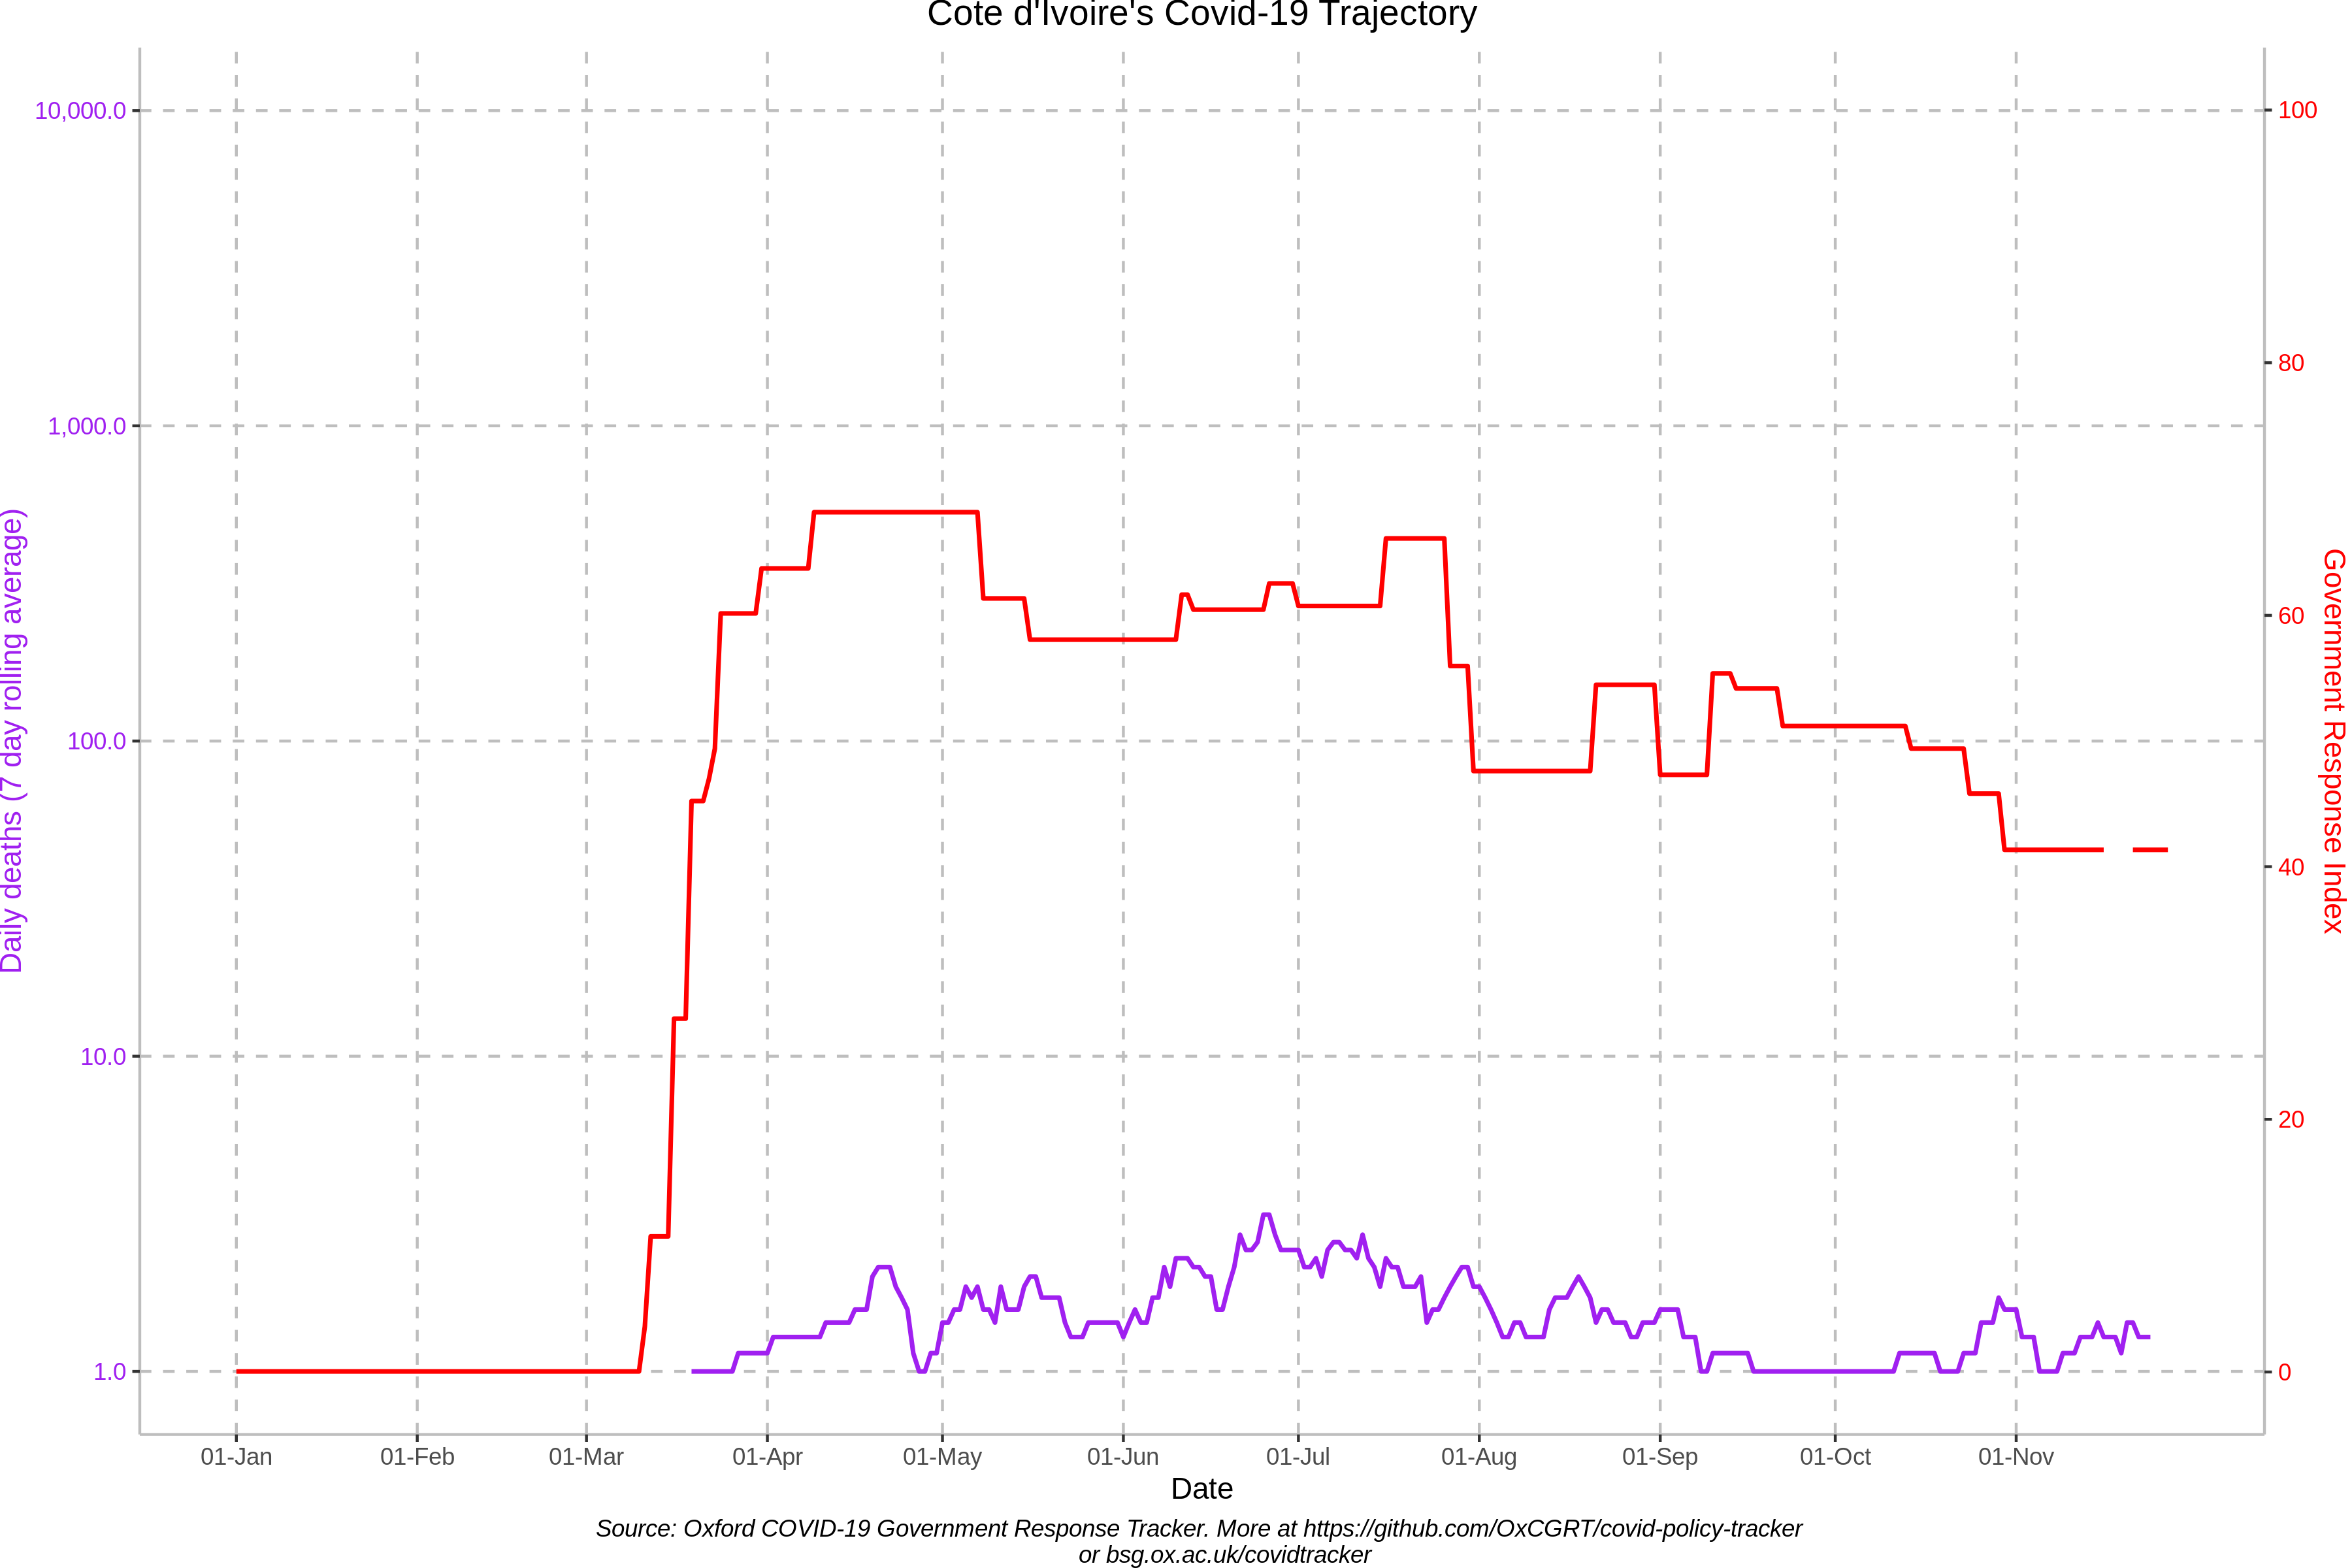 Cote d'Ivoire's Covid-19 Trajectory
10,000.0
1,000.0
100.0
10.0
1.0
Daily deaths (7 day rolling average)
100
80
60
40
20
0
Government Response Index
01-Jan
01-Feb
01-Mar
01-Apr
01-May
01-Jun
01-Jul
01-Aug
01-Sep
01-Oct
01-Nov
Date
Source: Oxford COVID-19 Government Response Tracker. More at https://github.com/OxCGRT/covid-policy-tracker
or bsg.ox.ac.uk/covidtracker